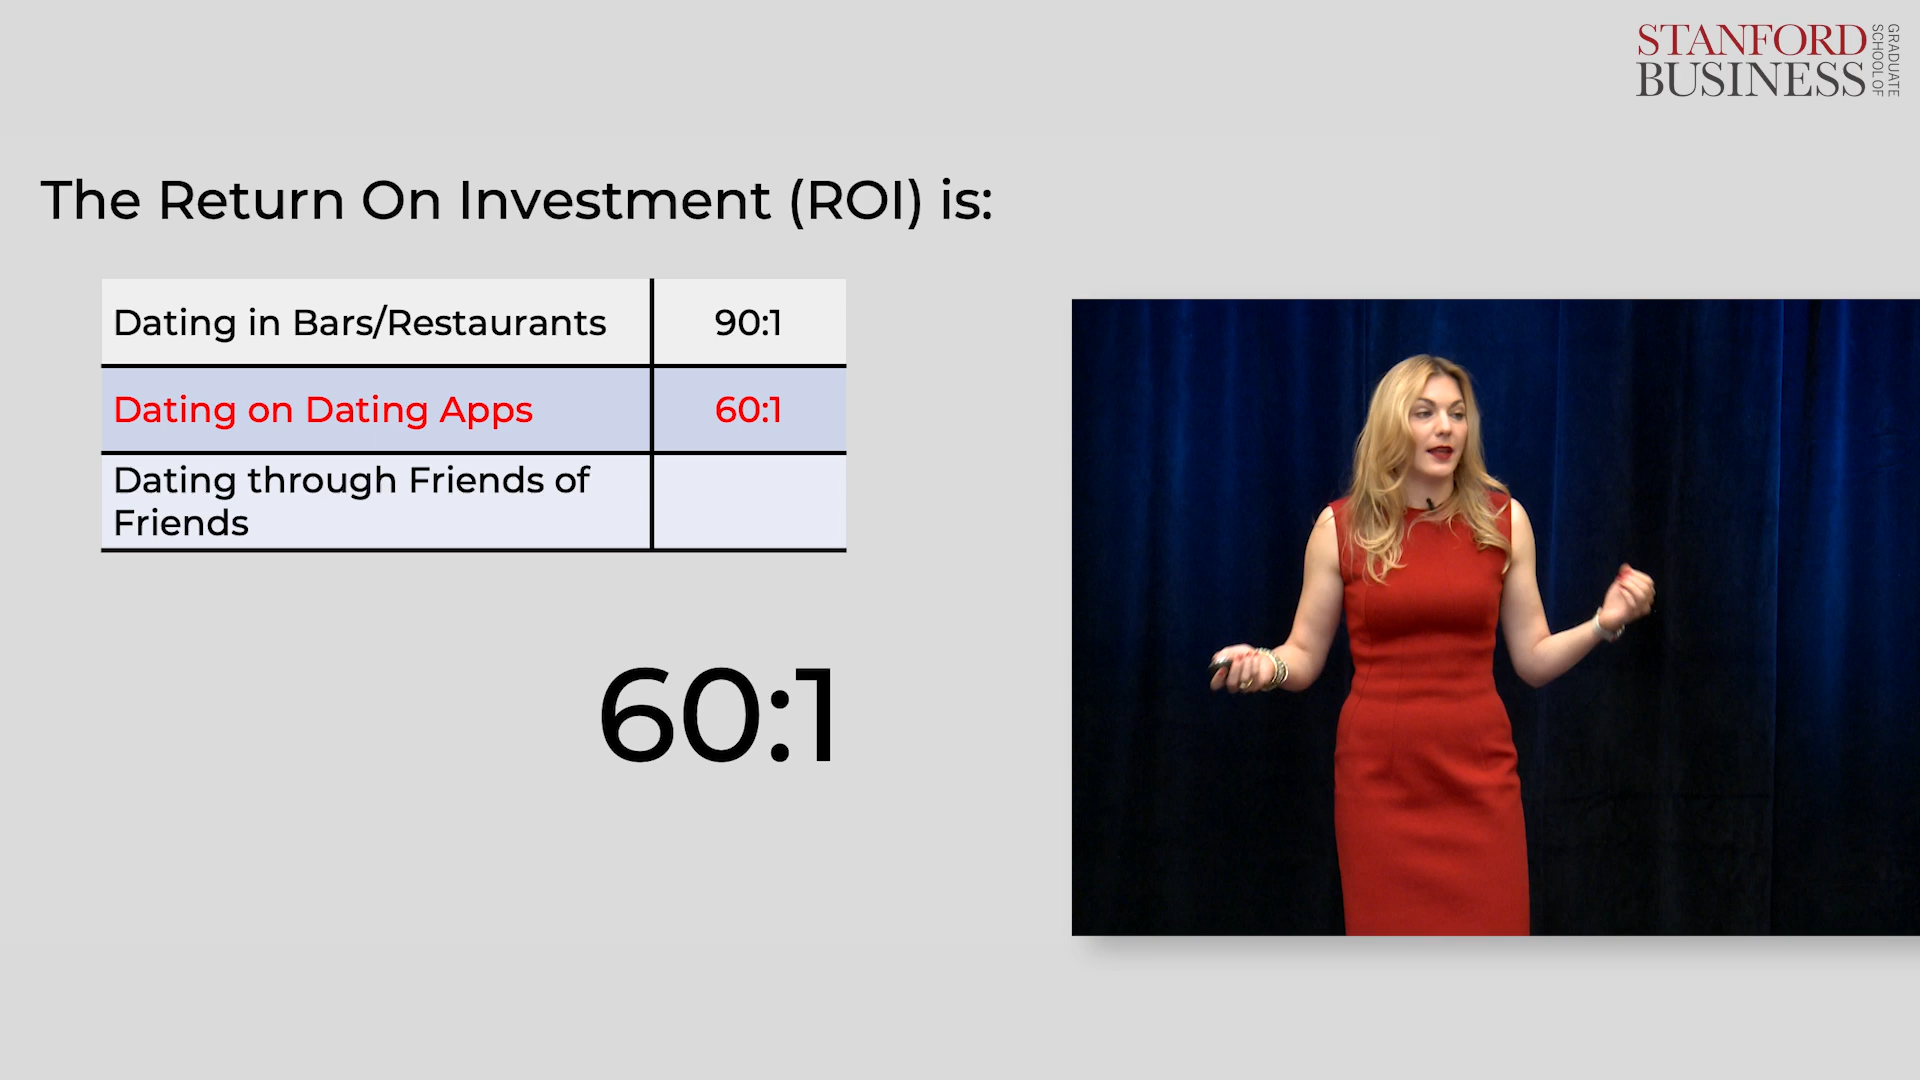 STANFORD
BUSINESS
GRADUATE
SCHOOL OF
The Return On Investment (ROI) is:
Dating in Bars/Restaurants 90:1
Dating on Dating Apps 60:1
Dating through Friends of
Friends
60:1